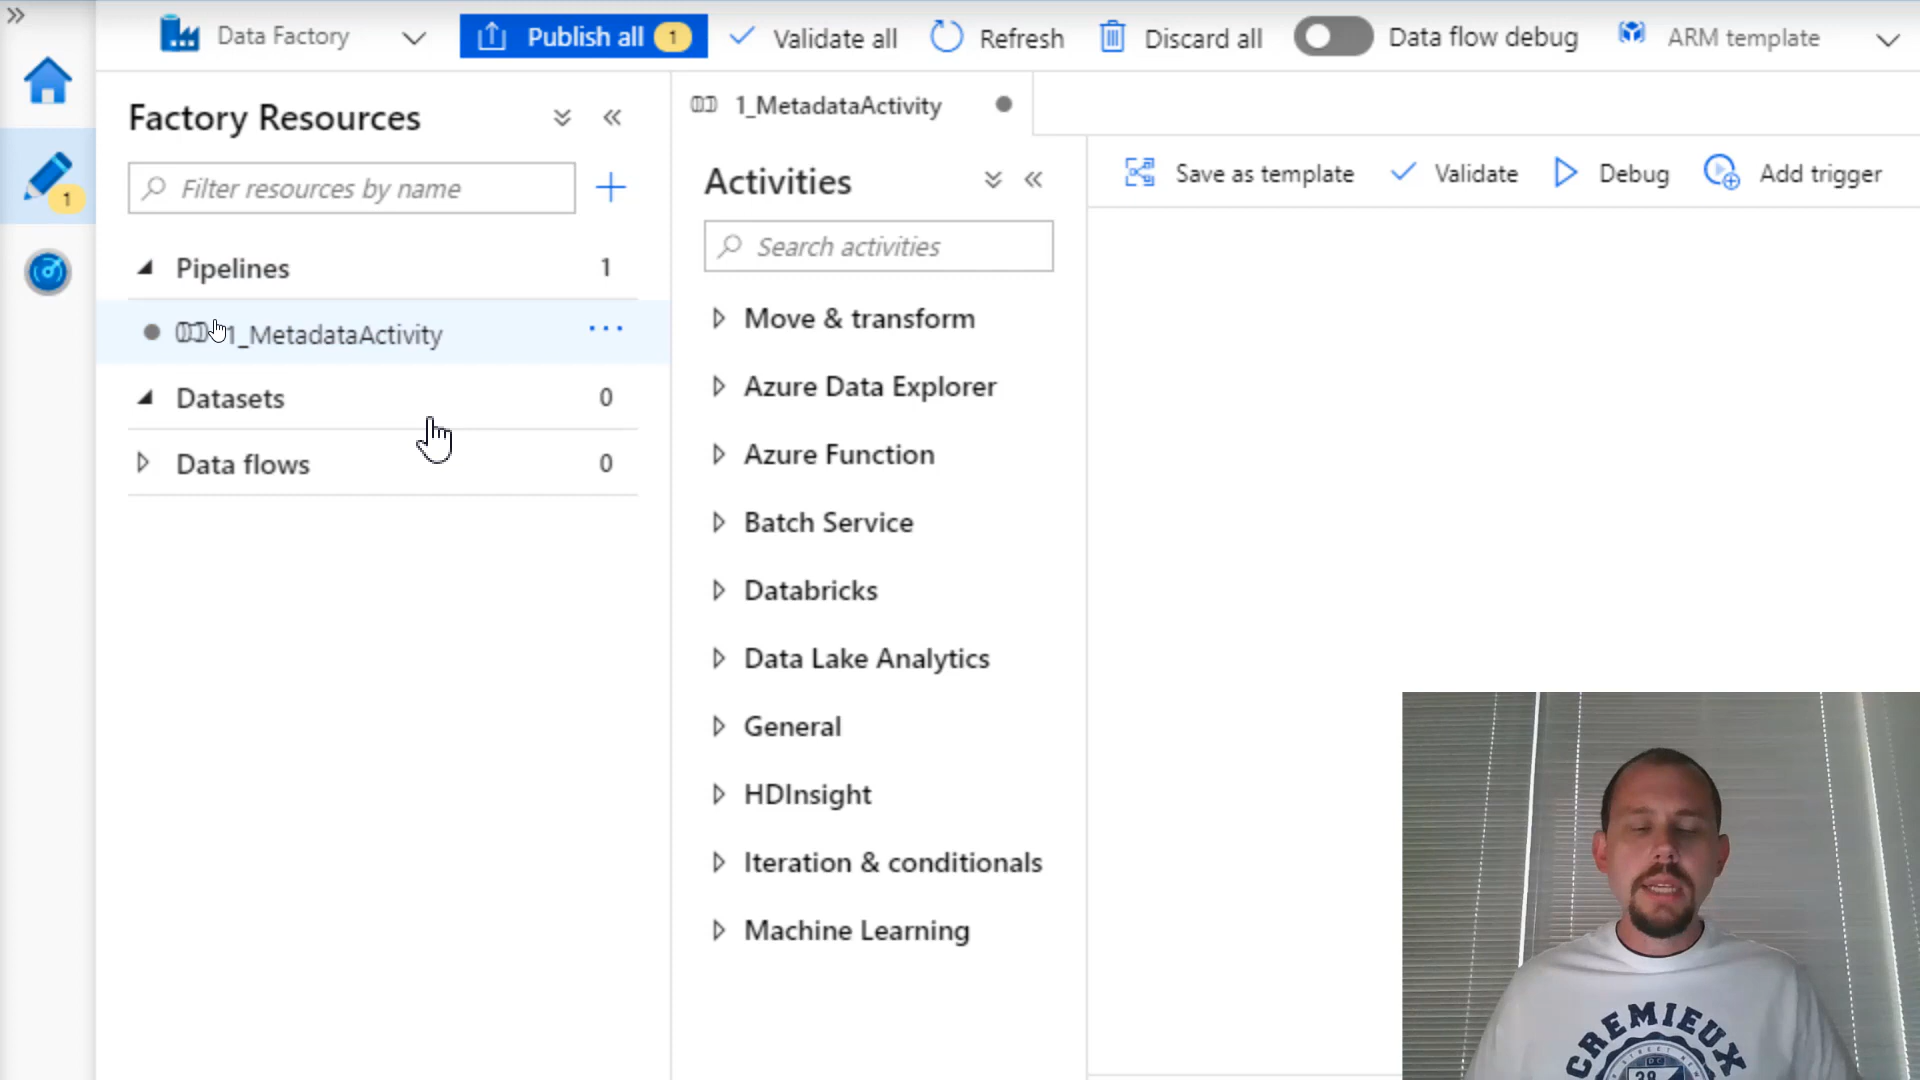 Data Factory
Publish all 1
Validate all
Refresh
Discard all
Data flow debug
ARM template
Factory Resources
Filter resources by name
1
Pipelines 1
1_MetadataActivity
Datasets 0
Data flows 0
1_MetadataActivity
Activities
Search activities
Move & transform
Azure Data Explorer
Azure Function
Batch Service
Databricks
Data Lake Analytics
General
HDInsight
Iteration & conditionals
Machine Learning
Save as template
Validate
Debug
Add trigger
CREMIEUX
38